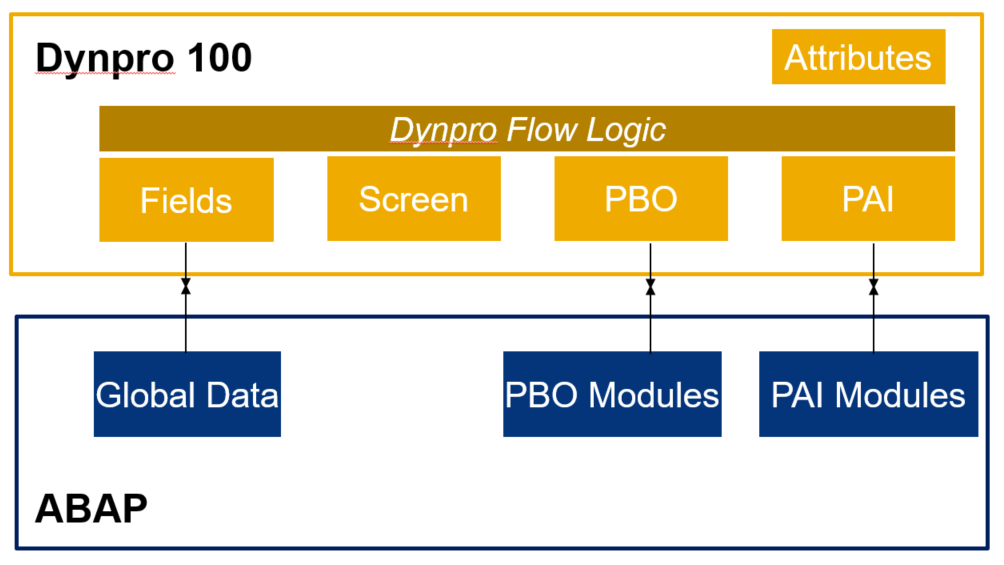 Dynpro 100
Attributes
Dynpro Flow Logic
Fields
Screen
PBO
PAI
Global Data
PBO Modules
PAI Modules
ABAP